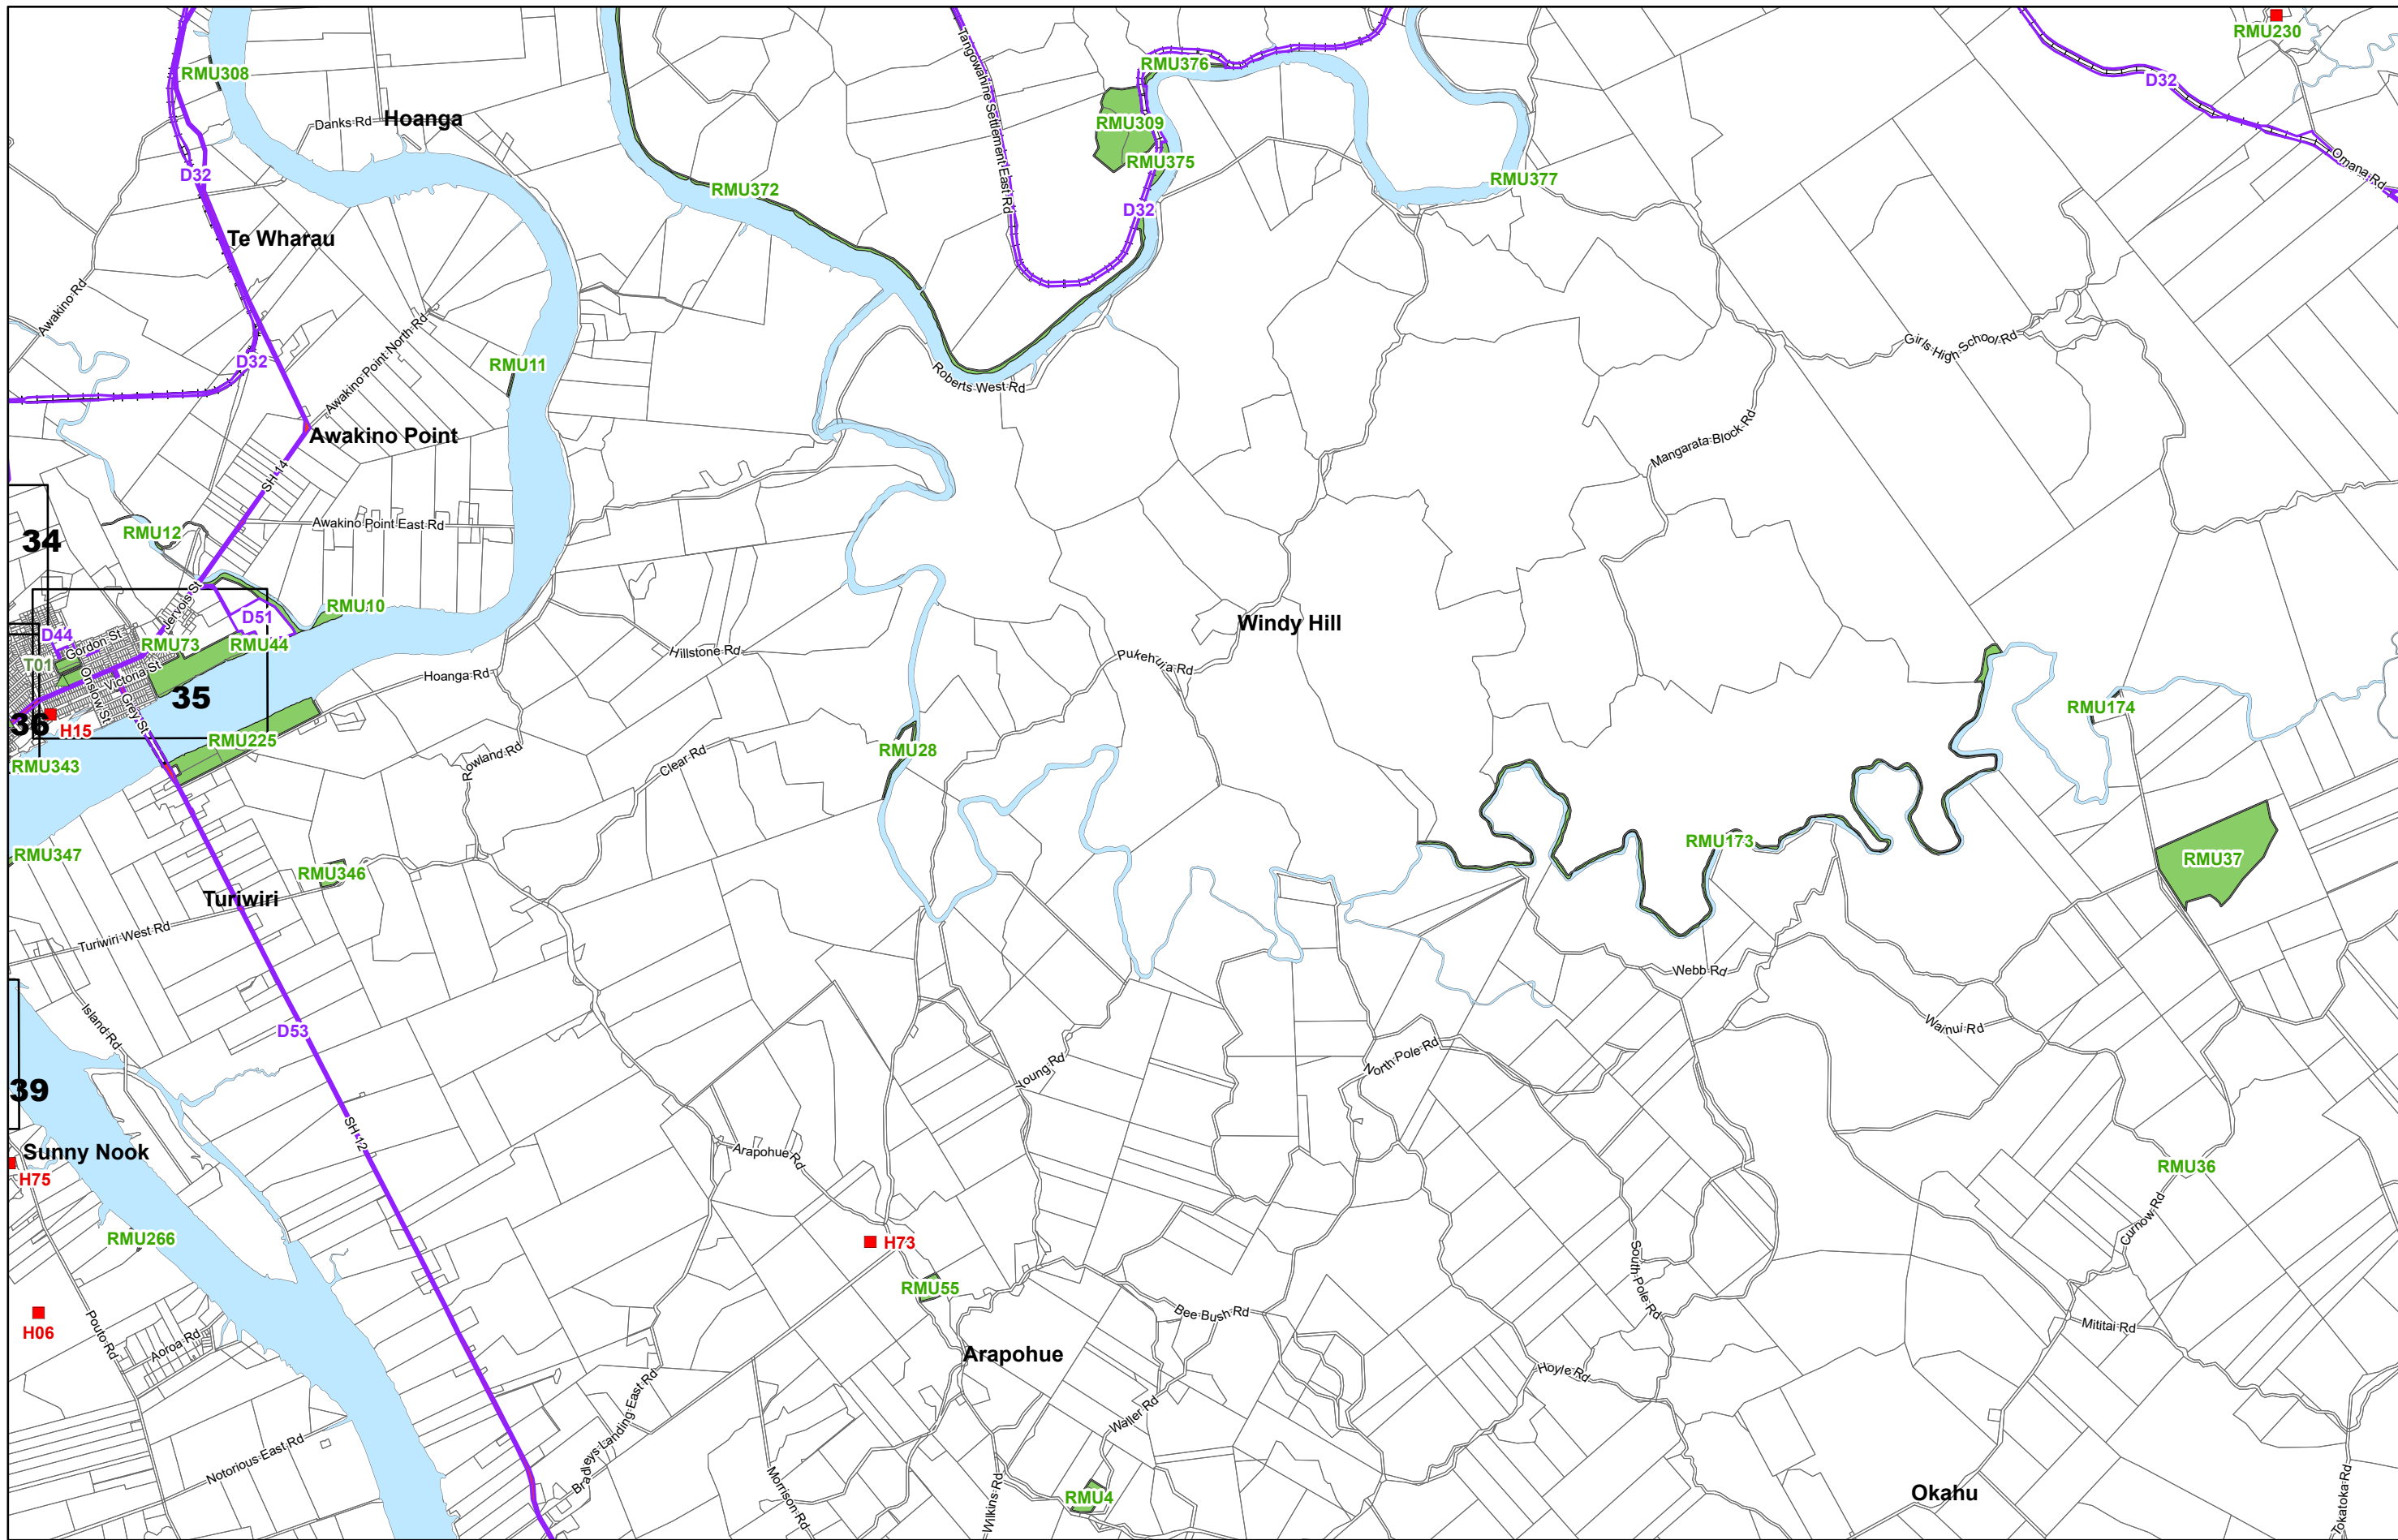 RMU230
RMU308
RMU376
D32
Tangowahine Settlement East Rd
Danks Rd
Hoanga
RMU309
RMU375
Omana Rd
D32
RMU372
RMU377
D32
Te Wharau
Awakino Rd
Awakino Point North Rd
D32
RMU11
Roberts West Rd
Girls High School Rd
Awakino Point
SH 14
Mangarata Block Rd
Awakino Point East Rd
RMU12
34
Jervois St
RMU10
D51
D44
Gordon St
RMU73
RMU44
T01
Onslow St
Victoria St
Windy Hill
Hillstone Rd
Pukehuia Rd
Hoanga Rd
35
Grey St
36
H15
RMU225
RMU174
RMU343
Rowland Rd
Clear Rd
RMU28
RMU173
RMU347
RMU346
RMU37
Turiwiri
Turiwiri West Rd
Webb Rd
Island Rd
D53
Wainui Rd
North Pole Rd
Young Rd
39
SH 12
Sunny Nook
Arapohue Rd
H75
RMU36
RMU266
H73
Curnow Rd
South Pole Rd
RMU55
H06
Pouto Rd
Aoroa Rd
Bee Bush Rd
Mititai Rd
Arapohue
Hoyle Rd
Bradleys Landing East Rd
Waller Rd
Notorious East Rd
Morrison Rd
Wilkins Rd
RMU4
Okahu
Tokatoka Rd